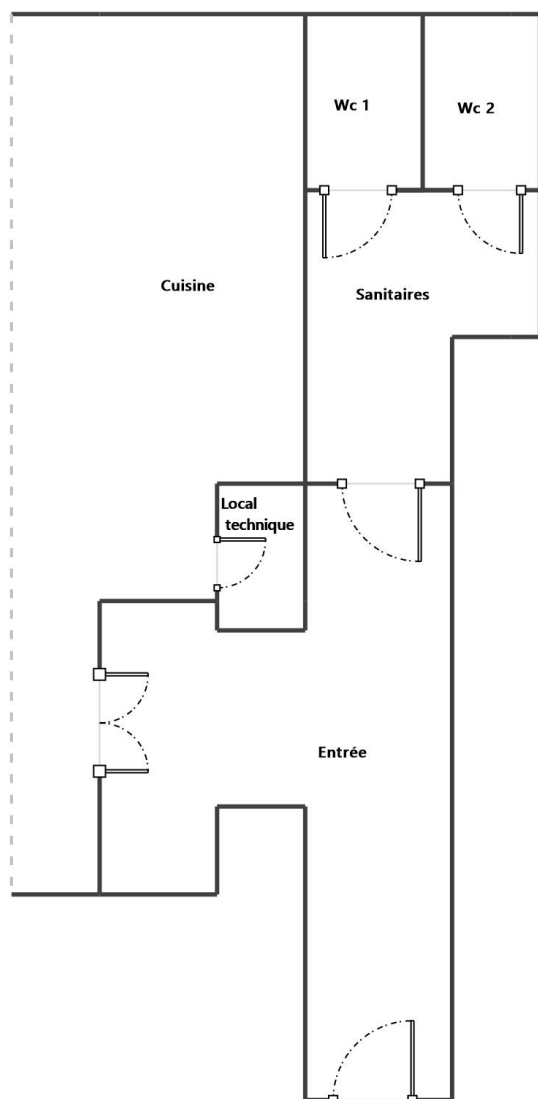 Wc 1
Wc 2
Cuisine
Sanitaires
Local
technique
Entrée